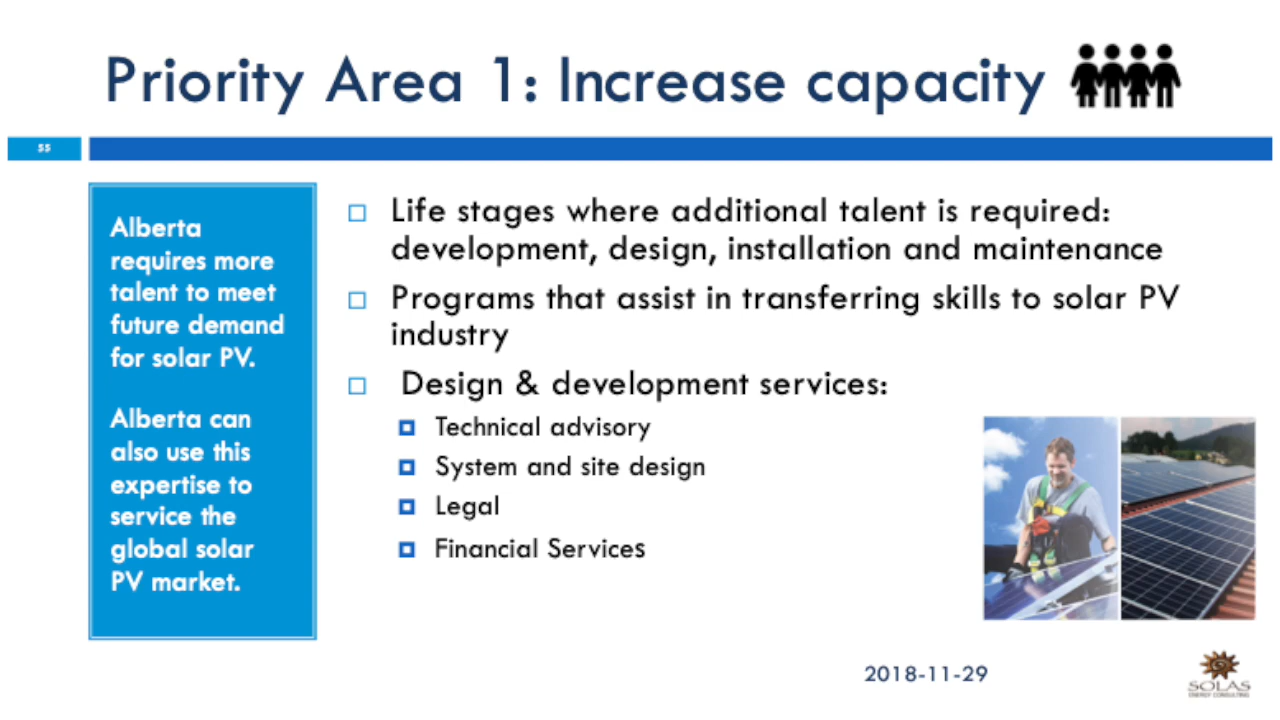 Priority Area 1: Increase capacity
55
Alberta
requires more
talent to meet
future demand
for solar PV.
Alberta can
also use this
expertise to
service the
global solar
PV market.
Life stages where additional talent is required:
development, design, installation and maintenance
Programs that assist in transferring skills to solar PV
industry
Design & development services:
Technical advisory
System and site design
Legal
Financial Services
2018-11-29
SOLAS
ENERGY CONSULTING